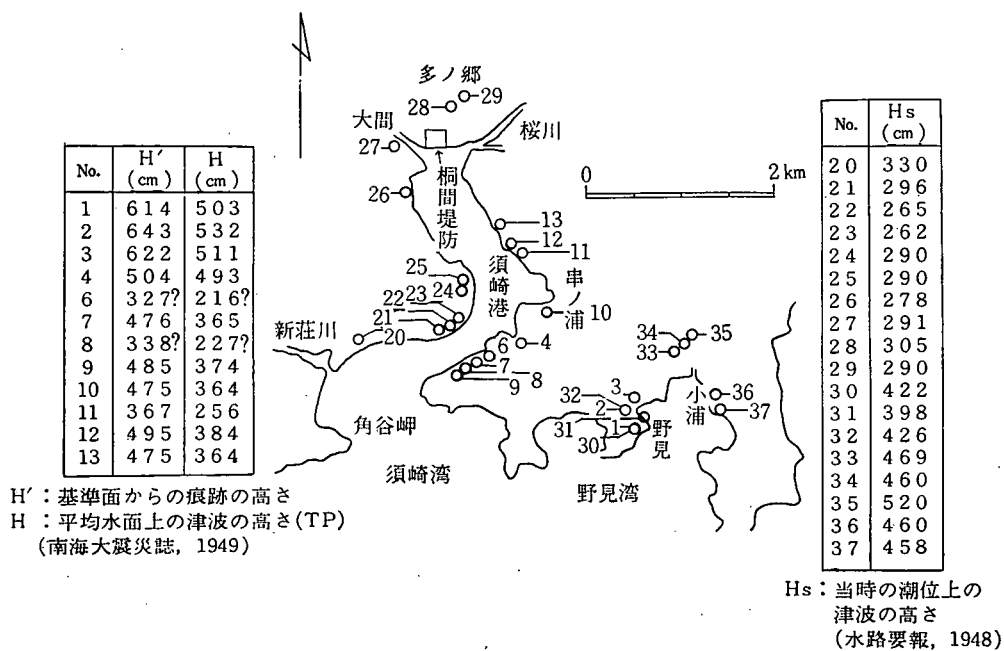 No. H' (cm) H (cm)
1 614 503
2 643 532
3 622 511
4 504 493
6 327? 216?
7 476 365
8 338? 227?
9 485 374
10 475 364
11 367 256
12 495 384
13 475 364
H'：基準面からの痕跡の高さ
H ：平均水面上の津波の高さ(TP)
(南海大震災誌, 1949)
多ノ郷
28 29
大間
桜川
27
桐間堤防
26
0 2 km
13
12
11
須崎港
串ノ浦
25
24
22 23
21
20
新荘川
10
6 4
7
8
9
34 35
33
3
32
2
31
1
30
野見
小浦
36
37
角谷岬
須崎湾
野見湾
No. Hs (cm)
20 330
21 296
22 265
23 262
24 290
25 290
26 278
27 291
28 305
29 290
30 422
31 398
32 426
33 469
34 460
35 520
36 460
37 458
Hs：当時の潮位上の
津波の高さ
(水路要報, 1948)